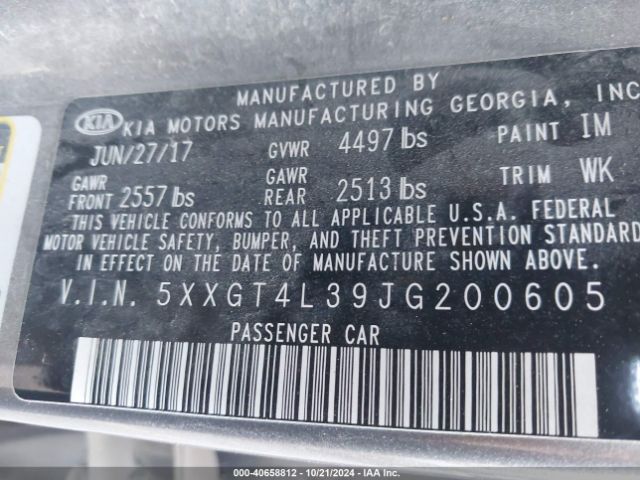 MANUFACTURED BY
KIA KIA MOTORS MANUFACTURING GEORGIA, INC
JUN/27/17 GVWR 4497 lbs PAINT IM
GAWR FRONT 2557 lbs GAWR REAR 2513 lbs TRIM WK
THIS VEHICLE CONFORMS TO ALL APPLICABLE U.S.A. FEDERAL
MOTOR VEHICLE SAFETY, BUMPER, AND THEFT PREVENTION STANDARD
IN EFFECT ON THE DATE OF MANUFACTURE SHOWN ABOVE.
V.I.N. 5XXGT4L39JG200605
PASSENGER CAR
000-40658812 - 10/21/2024 - IAA Inc.